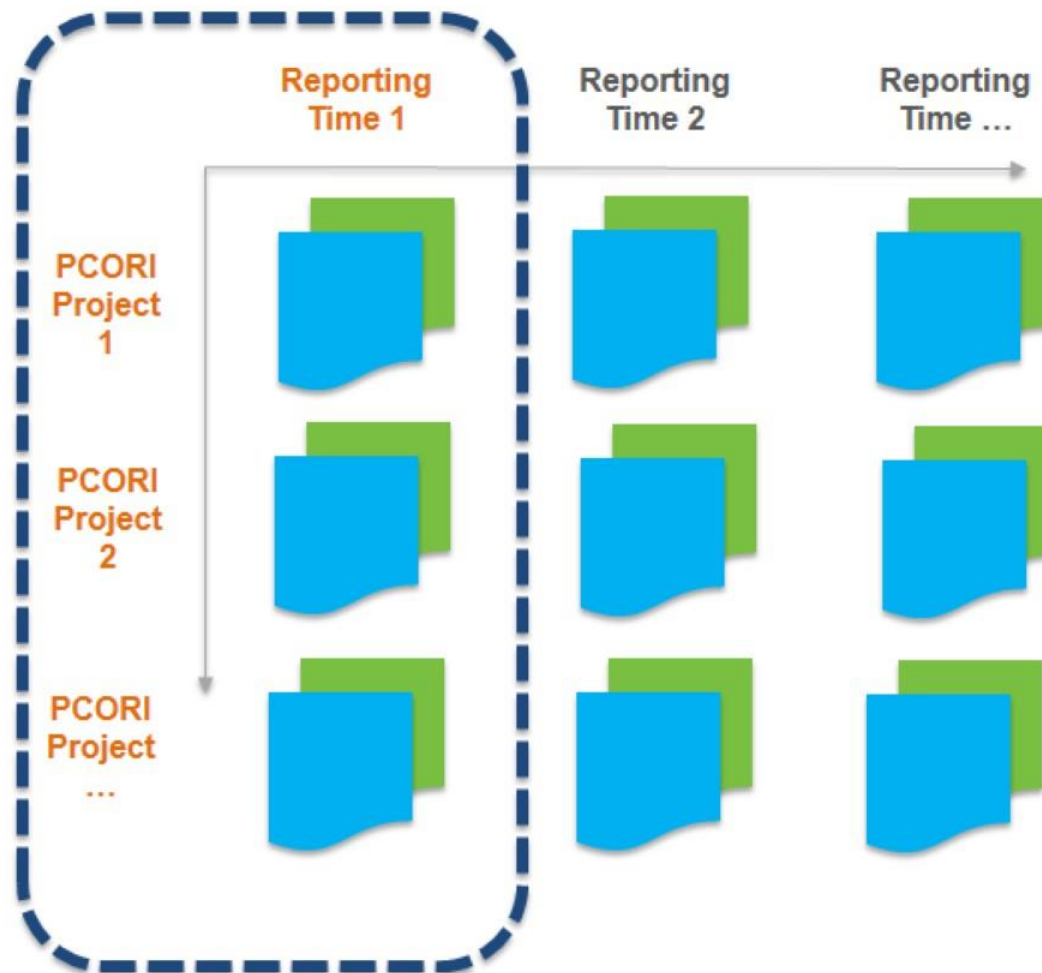 Reporting
Time 1
Reporting
Time 2
Reporting
Time ...
PCORI
Project
1
PCORI
Project
2
PCORI
Project
...